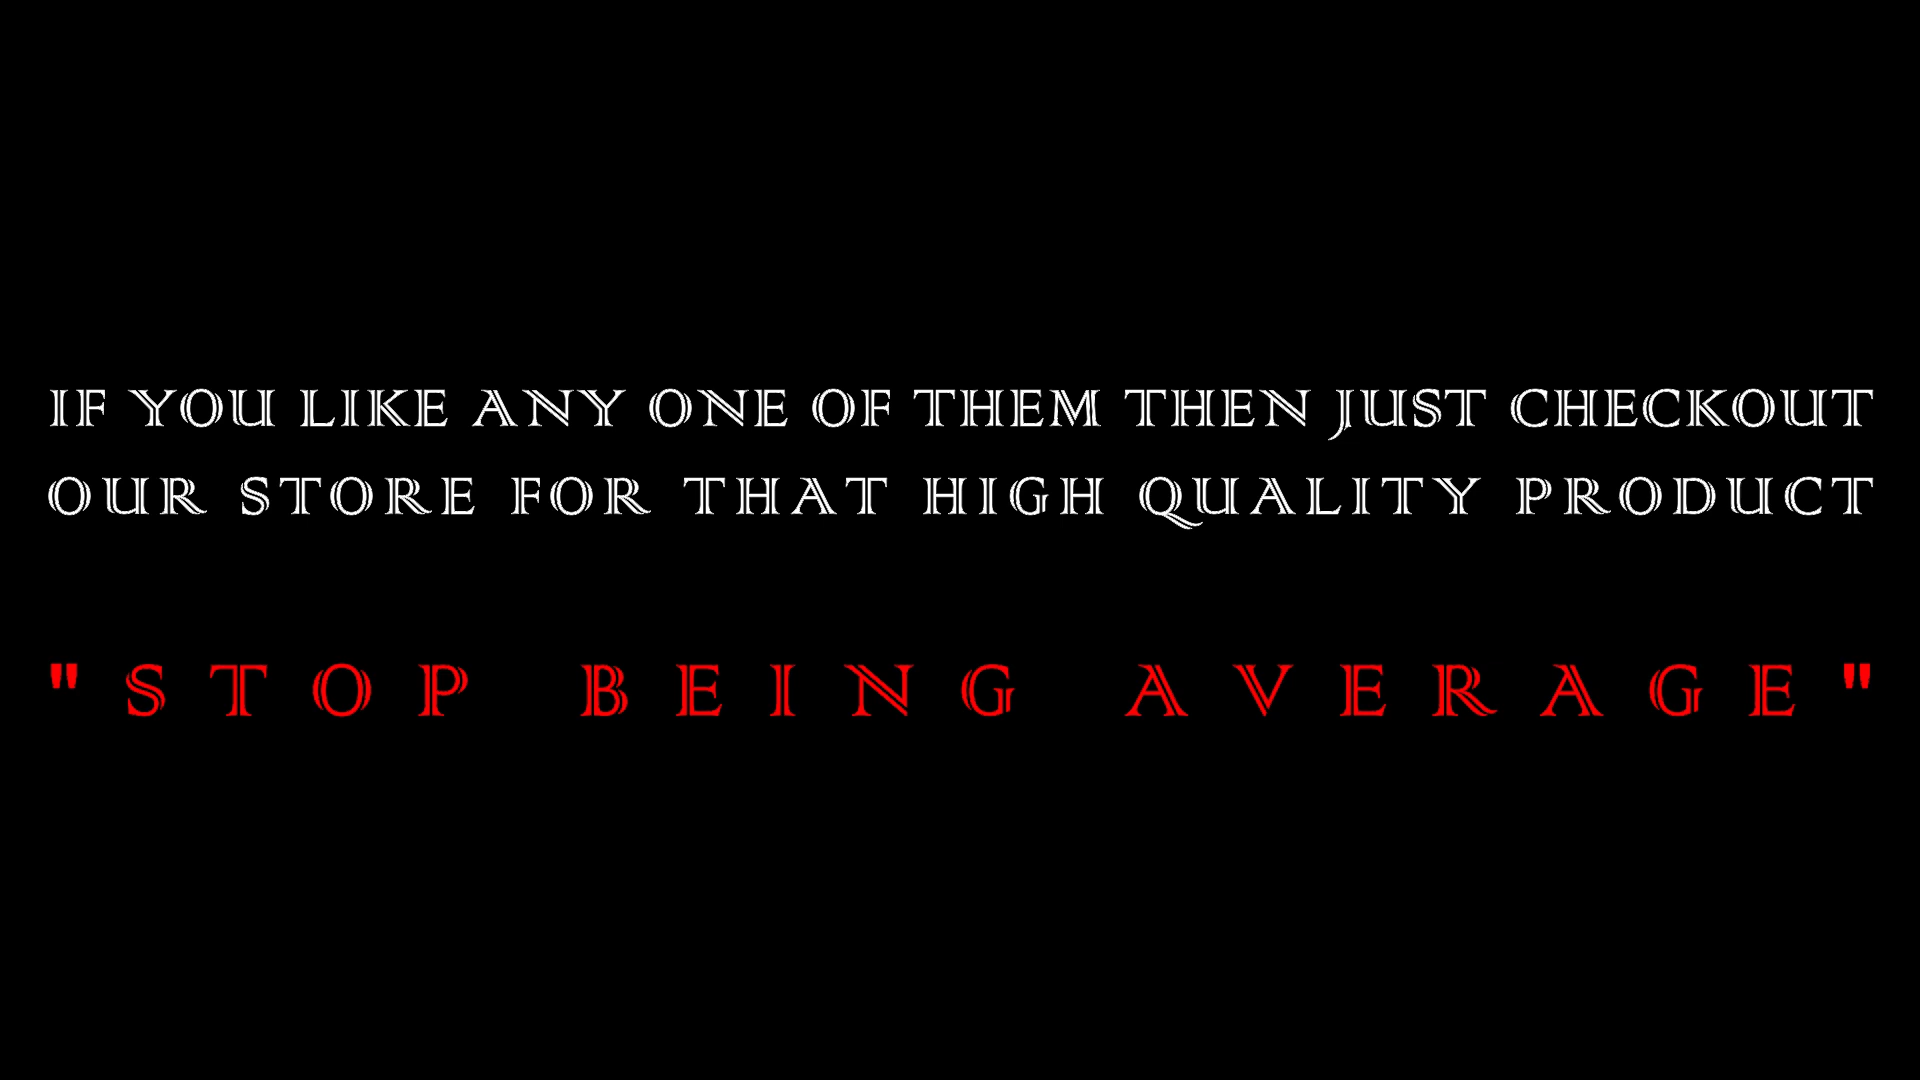 IF YOU LIKE ANY ONE OF THEM THEN JUST CHECKOUT
OUR STORE FOR THAT HIGH QUALITY PRODUCT
"STOP BEING AVERAGE"